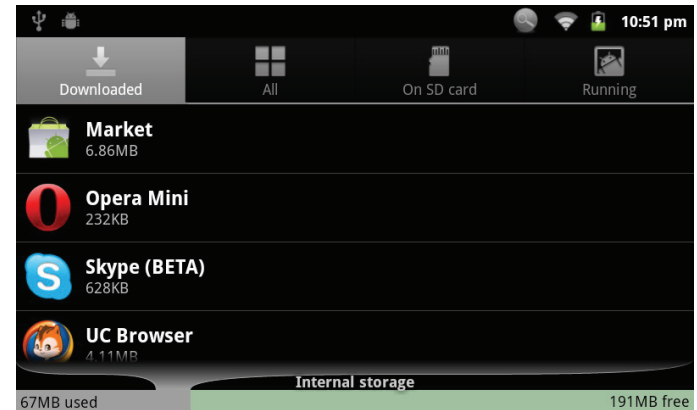 10:51 pm
Downloaded All On SD card Running
Market
6.86MB
Opera Mini
232KB
Skype (BETA)
628KB
UC Browser
4.11MB
Internal storage
67MB used 191MB free